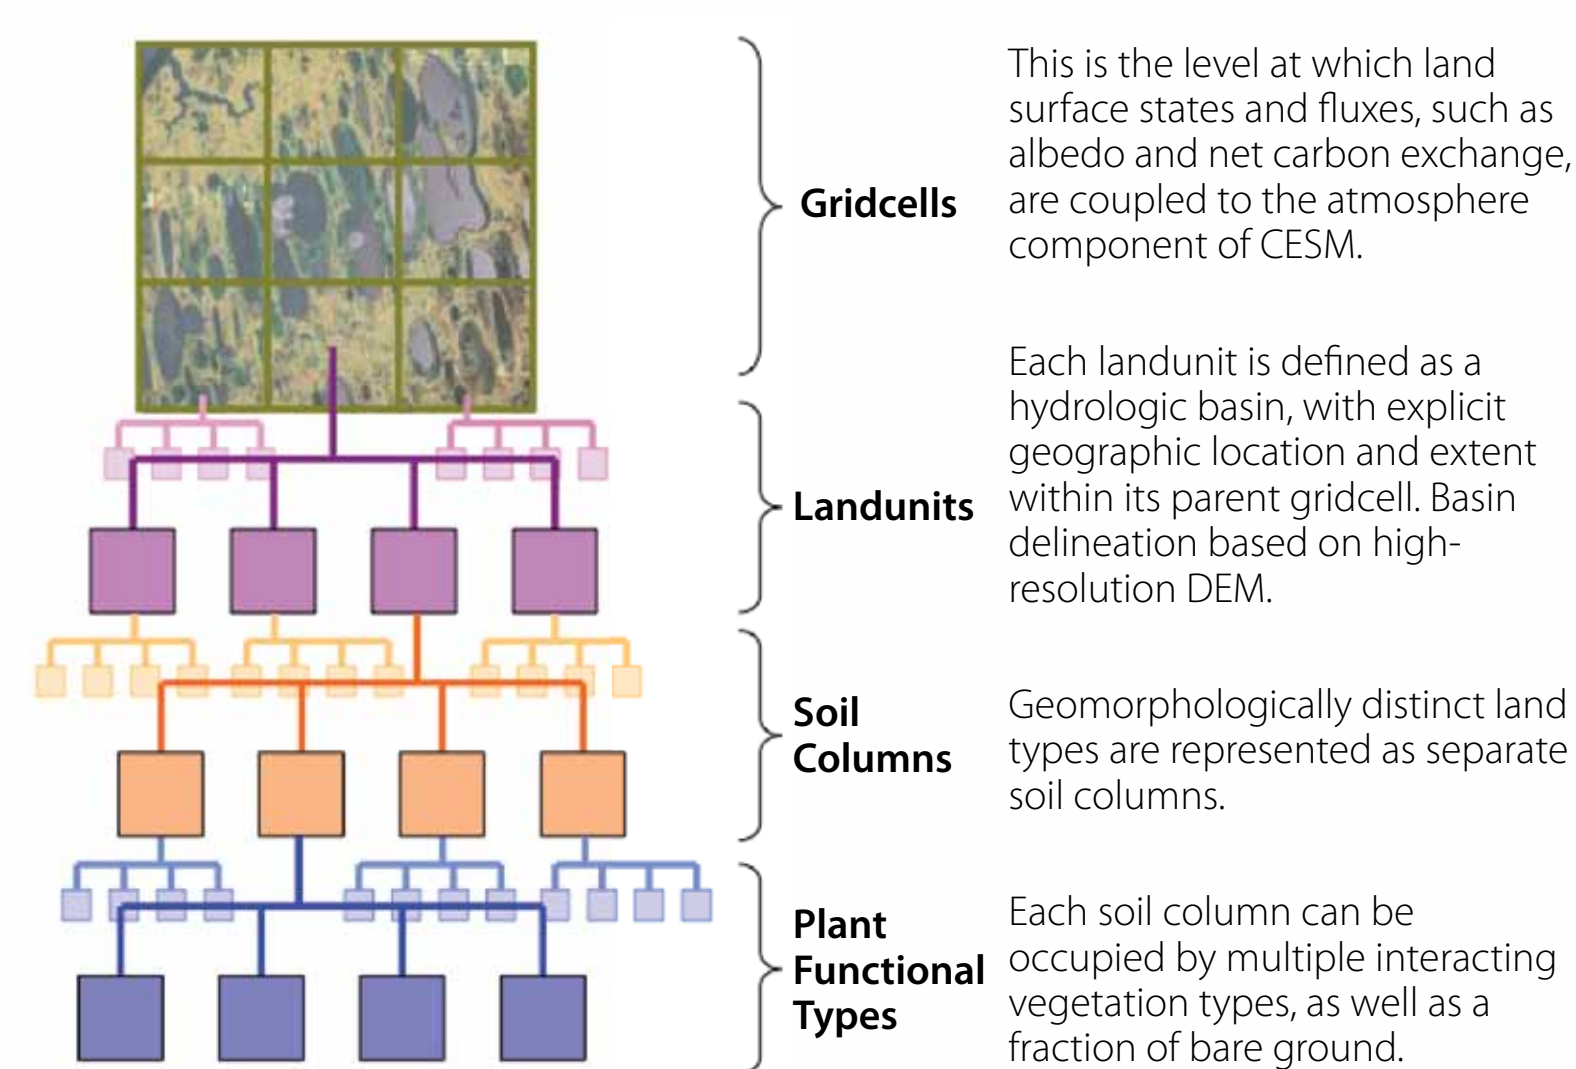 Gridcells
This is the level at which land
surface states and fluxes, such as
albedo and net carbon exchange,
are coupled to the atmosphere
component of CESM.
Landunits
Each landunit is defined as a
hydrologic basin, with explicit
geographic location and extent
within its parent gridcell. Basin
delineation based on high-
resolution DEM.
Soil
Columns
Geomorphologically distinct land
types are represented as separate
soil columns.
Plant
Functional
Types
Each soil column can be
occupied by multiple interacting
vegetation types, as well as a
fraction of bare ground.